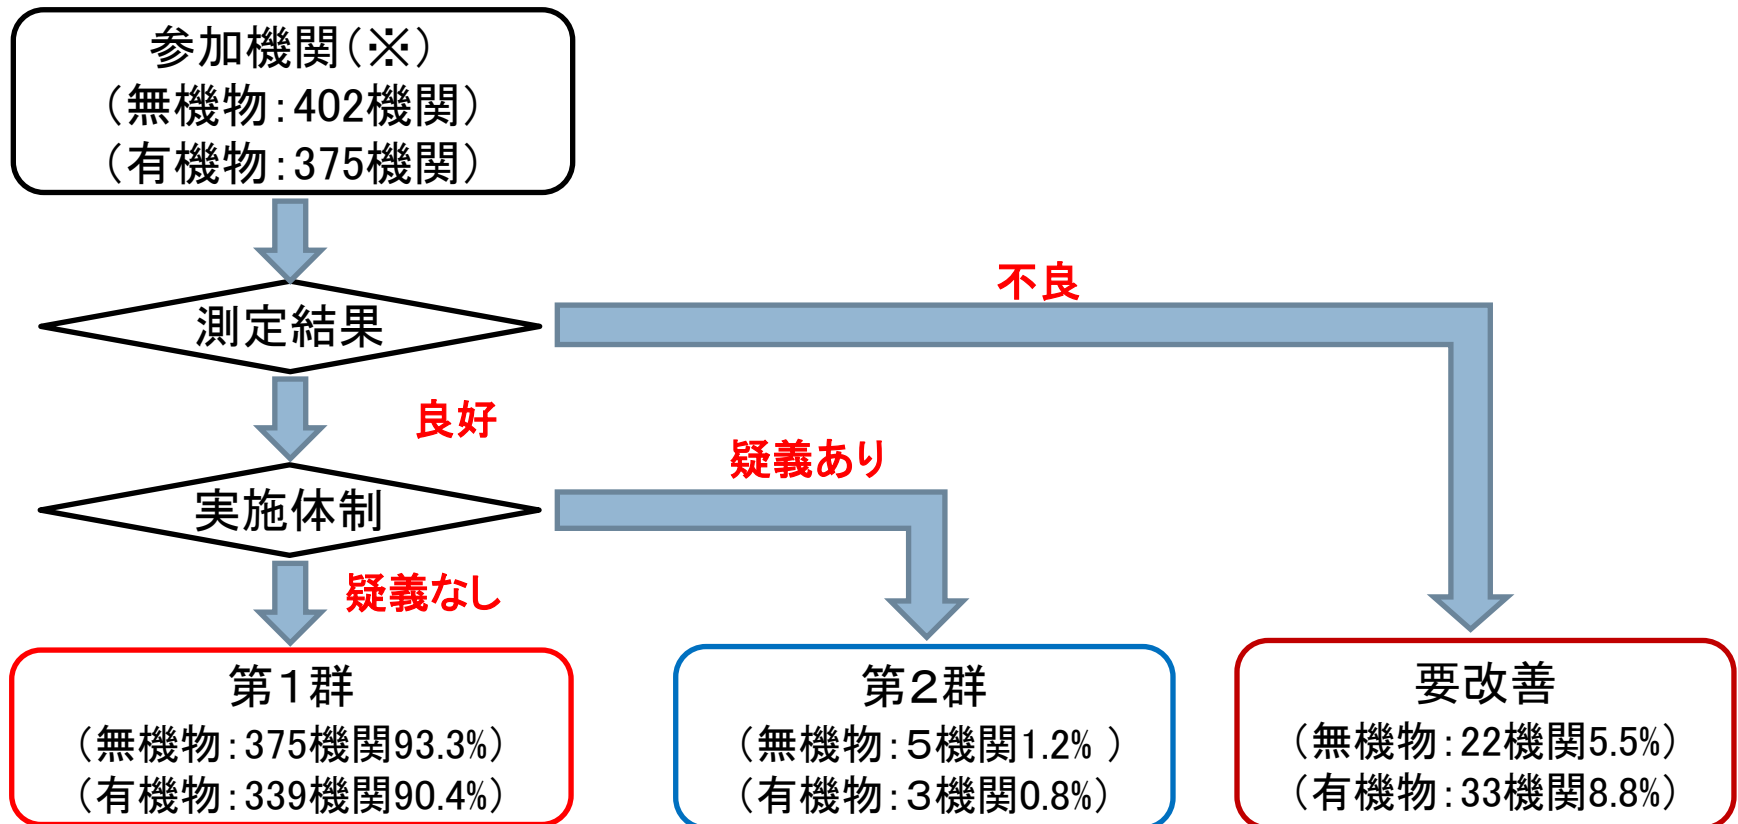 参加機関(※)
(無機物:402機関)
(有機物:375機関)
不良
測定結果
良好
疑義あり
実施体制
疑義なし
第1群
(無機物:375機関93.3%)
(有機物:339機関90.4%)
第2群
(無機物:5機関1.2% )
(有機物:3機関0.8%)
要改善
(無機物:22機関5.5%)
(有機物:33機関8.8%)